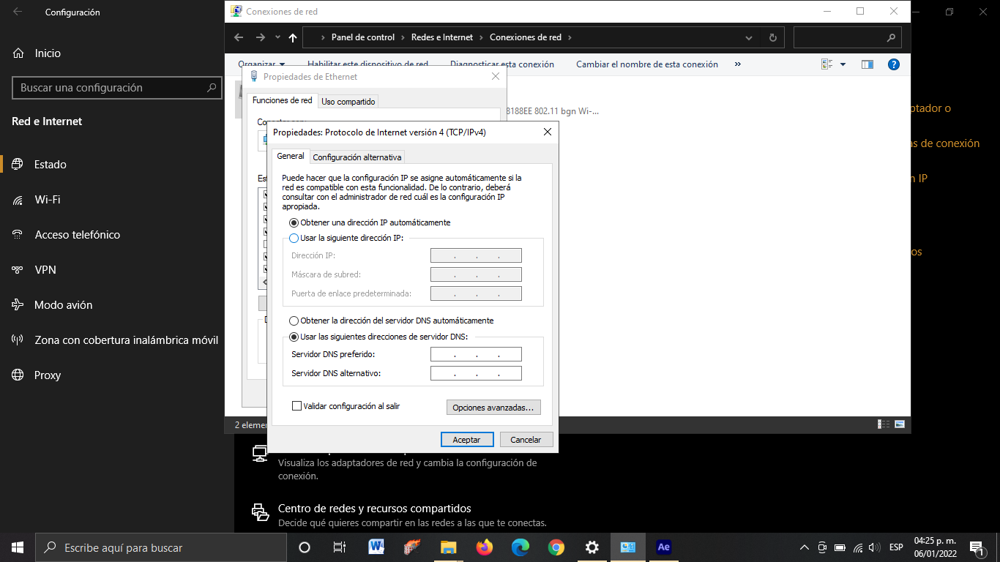 Configuración
Inicio
Buscar una configuración
Red e Internet
Estado
Wi-Fi
Acceso telefónico
VPN
Modo avión
Zona con cobertura inalámbrica móvil
Proxy
Conexiones de red
Panel de control
Redes e Internet
Conexiones de red
Organizar
Habilitar este dispositivo de red
Diagnosticar esta conexión
Cambiar el nombre de esta conexión
Propiedades de Ethernet
Funciones de red
Uso compartido
8188EE 802.11 bgn Wi-...
Propiedades: Protocolo de Internet versión 4 (TCP/IPv4)
General
Configuración alternativa
Puede hacer que la configuración IP se asigne automáticamente si la
red es compatible con esta funcionalidad. De lo contrario, deberá
consultar con el administrador de red cuál es la configuración IP
apropiada.
Obtener una dirección IP automáticamente
Usar la siguiente dirección IP:
Dirección IP:
Máscara de subred:
Puerta de enlace predeterminada:
Obtener la dirección del servidor DNS automáticamente
Usar las siguientes direcciones de servidor DNS:
Servidor DNS preferido:
Servidor DNS alternativo:
Validar configuración al salir
Opciones avanzadas...
Aceptar
Cancelar
de conexión
IP
Visualiza los adaptadores de red y cambia la configuración de
conexión.
Centro de redes y recursos compartidos
Decide qué quieres compartir en las redes a las que te conectas.
Escribe aquí para buscar
W
Ae
ESP
04:25 p. m.
06/01/2022
1